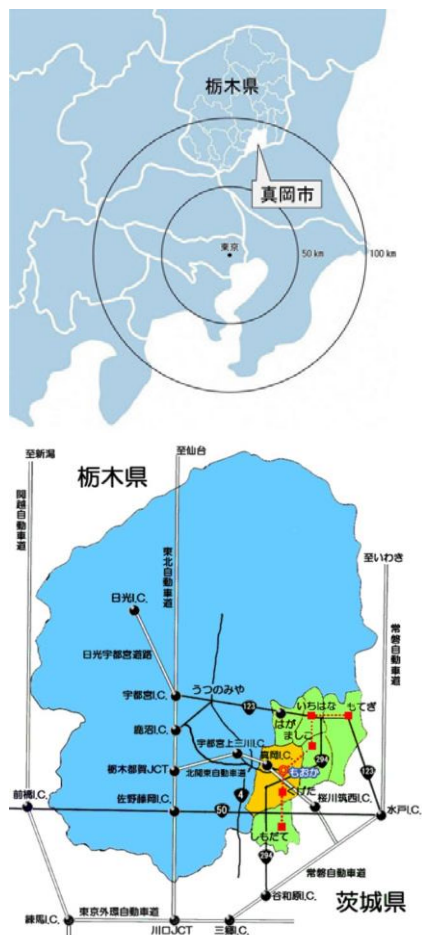 栃木県
真岡市
東京
50 km
100 km
至新潟
至仙台
栃木県
関越自動車道
東北自動車道
至いわき
日光I.C.
常磐自動車道
日光宇都宮道路
うつのみや
宇都宮I.C.
123
いちはな
もてぎ
はが
鹿沼I.C.
ましこ
宇都宮上三川I.C.
真岡I.C.
294
栃木都賀JCT
北関東自動車道
もおか
123
4
くげた
前橋I.C.
佐野藤岡I.C.
50
桜川筑西I.C.
水戸I.C.
しもだて
294
常磐自動車道
谷和原I.C.
茨城県
東京外環自動車道
練馬I.C.
川口JCT
三郷I.C.